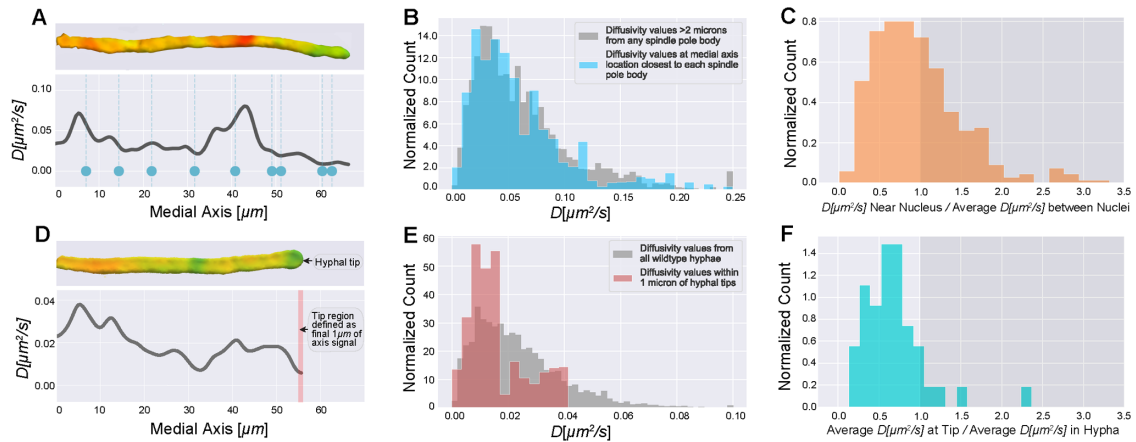 A
D[μm²/s]
0.10
0.05
0.00
0 10 20 30 40 50 60
Medial Axis [μm]
B
Normalized Count
14.0
12.0
10.0
8.0
6.0
4.0
2.0
0.0
Diffusivity values >2 microns
from any spindle pole body
Diffusivity values at medial axis
location closest to each spindle
pole body
0.00 0.05 0.10 0.15 0.20 0.25
D[μm²/s]
C
Normalized Count
0.8
0.6
0.4
0.2
0.0
0.0 0.5 1.0 1.5 2.0 2.5 3.0 3.5
D[μm²/s] Near Nucleus / Average D[μm²/s] between Nuclei
D
Hyphal tip
D[μm²/s]
0.04
0.02
0.00
Tip region
defined as
final 1μm of
axis signal
0 10 20 30 40 50 60
Medial Axis [μm]
E
Normalized Count
60
50
40
30
20
10
0
Diffusivity values from
all wildtype hyphae
Diffusivity values within
1 micron of hyphal tips
0.00 0.02 0.04 0.06 0.08 0.10
D[μm²/s]
F
Normalized Count
1.4
1.2
1.0
0.8
0.6
0.4
0.2
0.0
0.0 0.5 1.0 1.5 2.0 2.5 3.0 3.5
Average D[μm²/s] at Tip / Average D[μm²/s] in Hypha